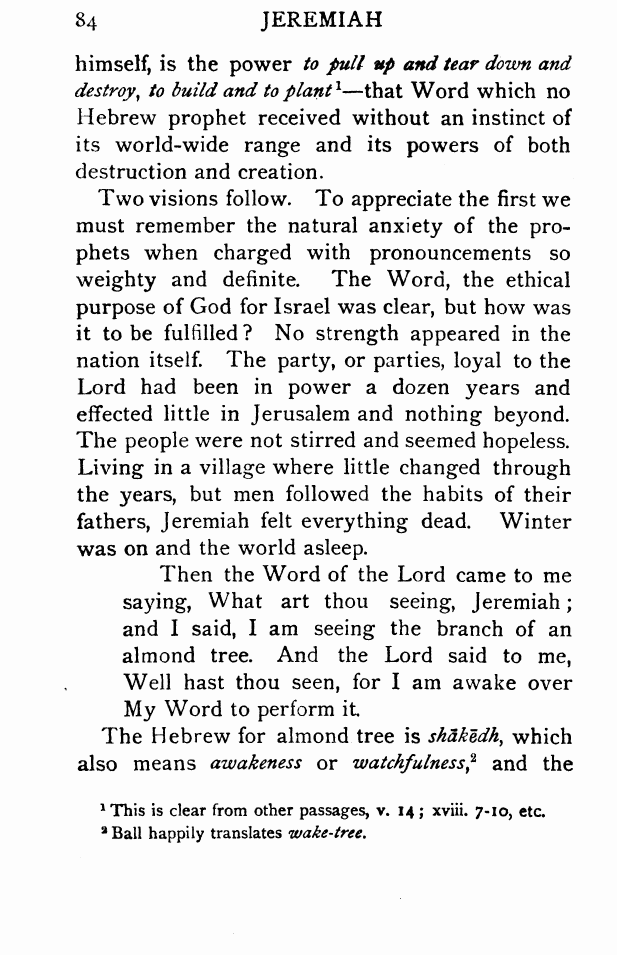 84 JEREMIAH
himself, is the power to pull up and tear down and
destroy, to build and to plant¹—that Word which no
Hebrew prophet received without an instinct of
its world-wide range and its powers of both
destruction and creation.
Two visions follow. To appreciate the first we
must remember the natural anxiety of the pro-
phets when charged with pronouncements so
weighty and definite. The Word, the ethical
purpose of God for Israel was clear, but how was
it to be fulfilled? No strength appeared in the
nation itself. The party, or parties, loyal to the
Lord had been in power a dozen years and
effected little in Jerusalem and nothing beyond.
The people were not stirred and seemed hopeless.
Living in a village where little changed through
the years, but men followed the habits of their
fathers, Jeremiah felt everything dead. Winter
was on and the world asleep.
Then the Word of the Lord came to me
saying, What art thou seeing, Jeremiah;
and I said, I am seeing the branch of an
almond tree. And the Lord said to me,
Well hast thou seen, for I am awake over
My Word to perform it.
The Hebrew for almond tree is shākēdh, which
also means awakeness or watchfulness,² and the
¹ This is clear from other passages, v. 14; xviii. 7-10, etc.
² Ball happily translates wake-tree.